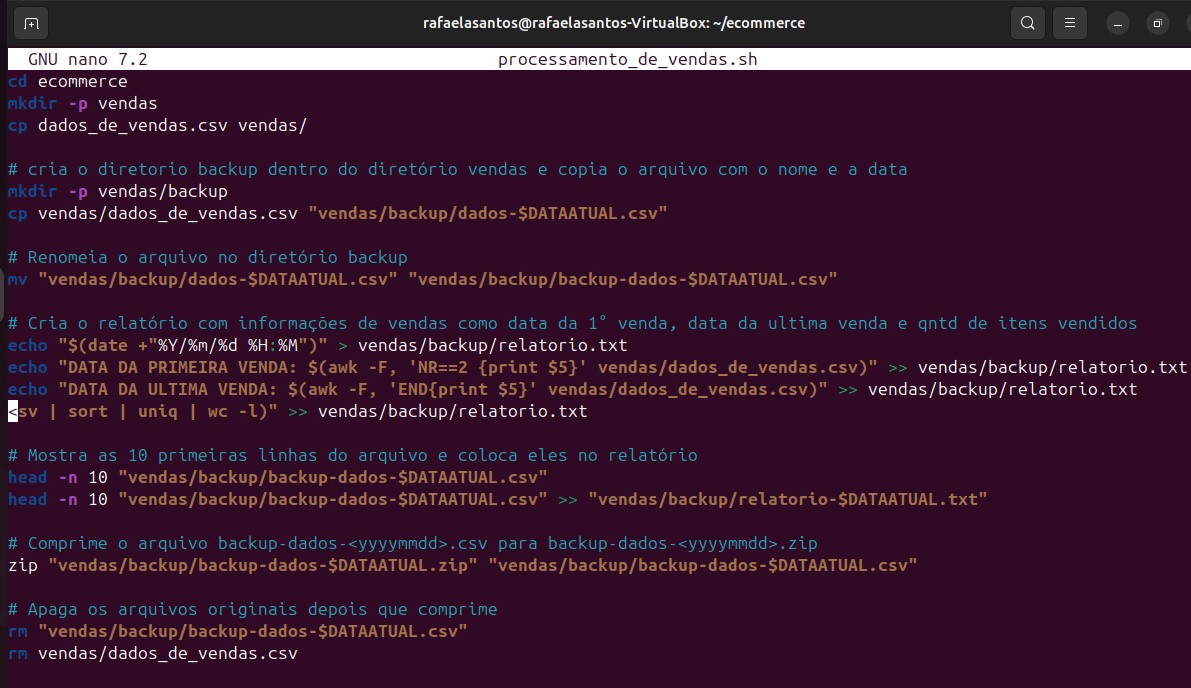 rafaelasantos@rafaelasantos-VirtualBox: ~/ecommerce
GNU nano 7.2 processamento_de_vendas.sh
cd ecommerce
mkdir -p vendas
cp dados_de_vendas.csv vendas/
# cria o diretorio backup dentro do diretório vendas e copia o arquivo com o nome e a data
mkdir -p vendas/backup
cp vendas/dados_de_vendas.csv "vendas/backup/dados-$DATAATUAL.csv"
# Renomeia o arquivo no diretório backup
mv "vendas/backup/dados-$DATAATUAL.csv" "vendas/backup/backup-dados-$DATAATUAL.csv"
# Cria o relatório com informações de vendas como data da 1° venda, data da ultima venda e qntd de itens vendidos
echo "$(date +"%Y/%m/%d %H:%M")" > vendas/backup/relatorio.txt
echo "DATA DA PRIMEIRA VENDA: $(awk -F, 'NR==2 {print $5}' vendas/dados_de_vendas.csv)" >> vendas/backup/relatorio.txt
echo "DATA DA ULTIMA VENDA: $(awk -F, 'END{print $5}' vendas/dados_de_vendas.csv)" >> vendas/backup/relatorio.txt
<sv | sort | uniq | wc -l)" >> vendas/backup/relatorio.txt
# Mostra as 10 primeiras linhas do arquivo e coloca eles no relatório
head -n 10 "vendas/backup/backup-dados-$DATAATUAL.csv"
head -n 10 "vendas/backup/backup-dados-$DATAATUAL.csv" >> "vendas/backup/relatorio-$DATAATUAL.txt"
# Comprime o arquivo backup-dados-<yyyymmdd>.csv para backup-dados-<yyyymmdd>.zip
zip "vendas/backup/backup-dados-$DATAATUAL.zip" "vendas/backup/backup-dados-$DATAATUAL.csv"
# Apaga os arquivos originais depois que comprime
rm "vendas/backup/backup-dados-$DATAATUAL.csv"
rm vendas/dados_de_vendas.csv